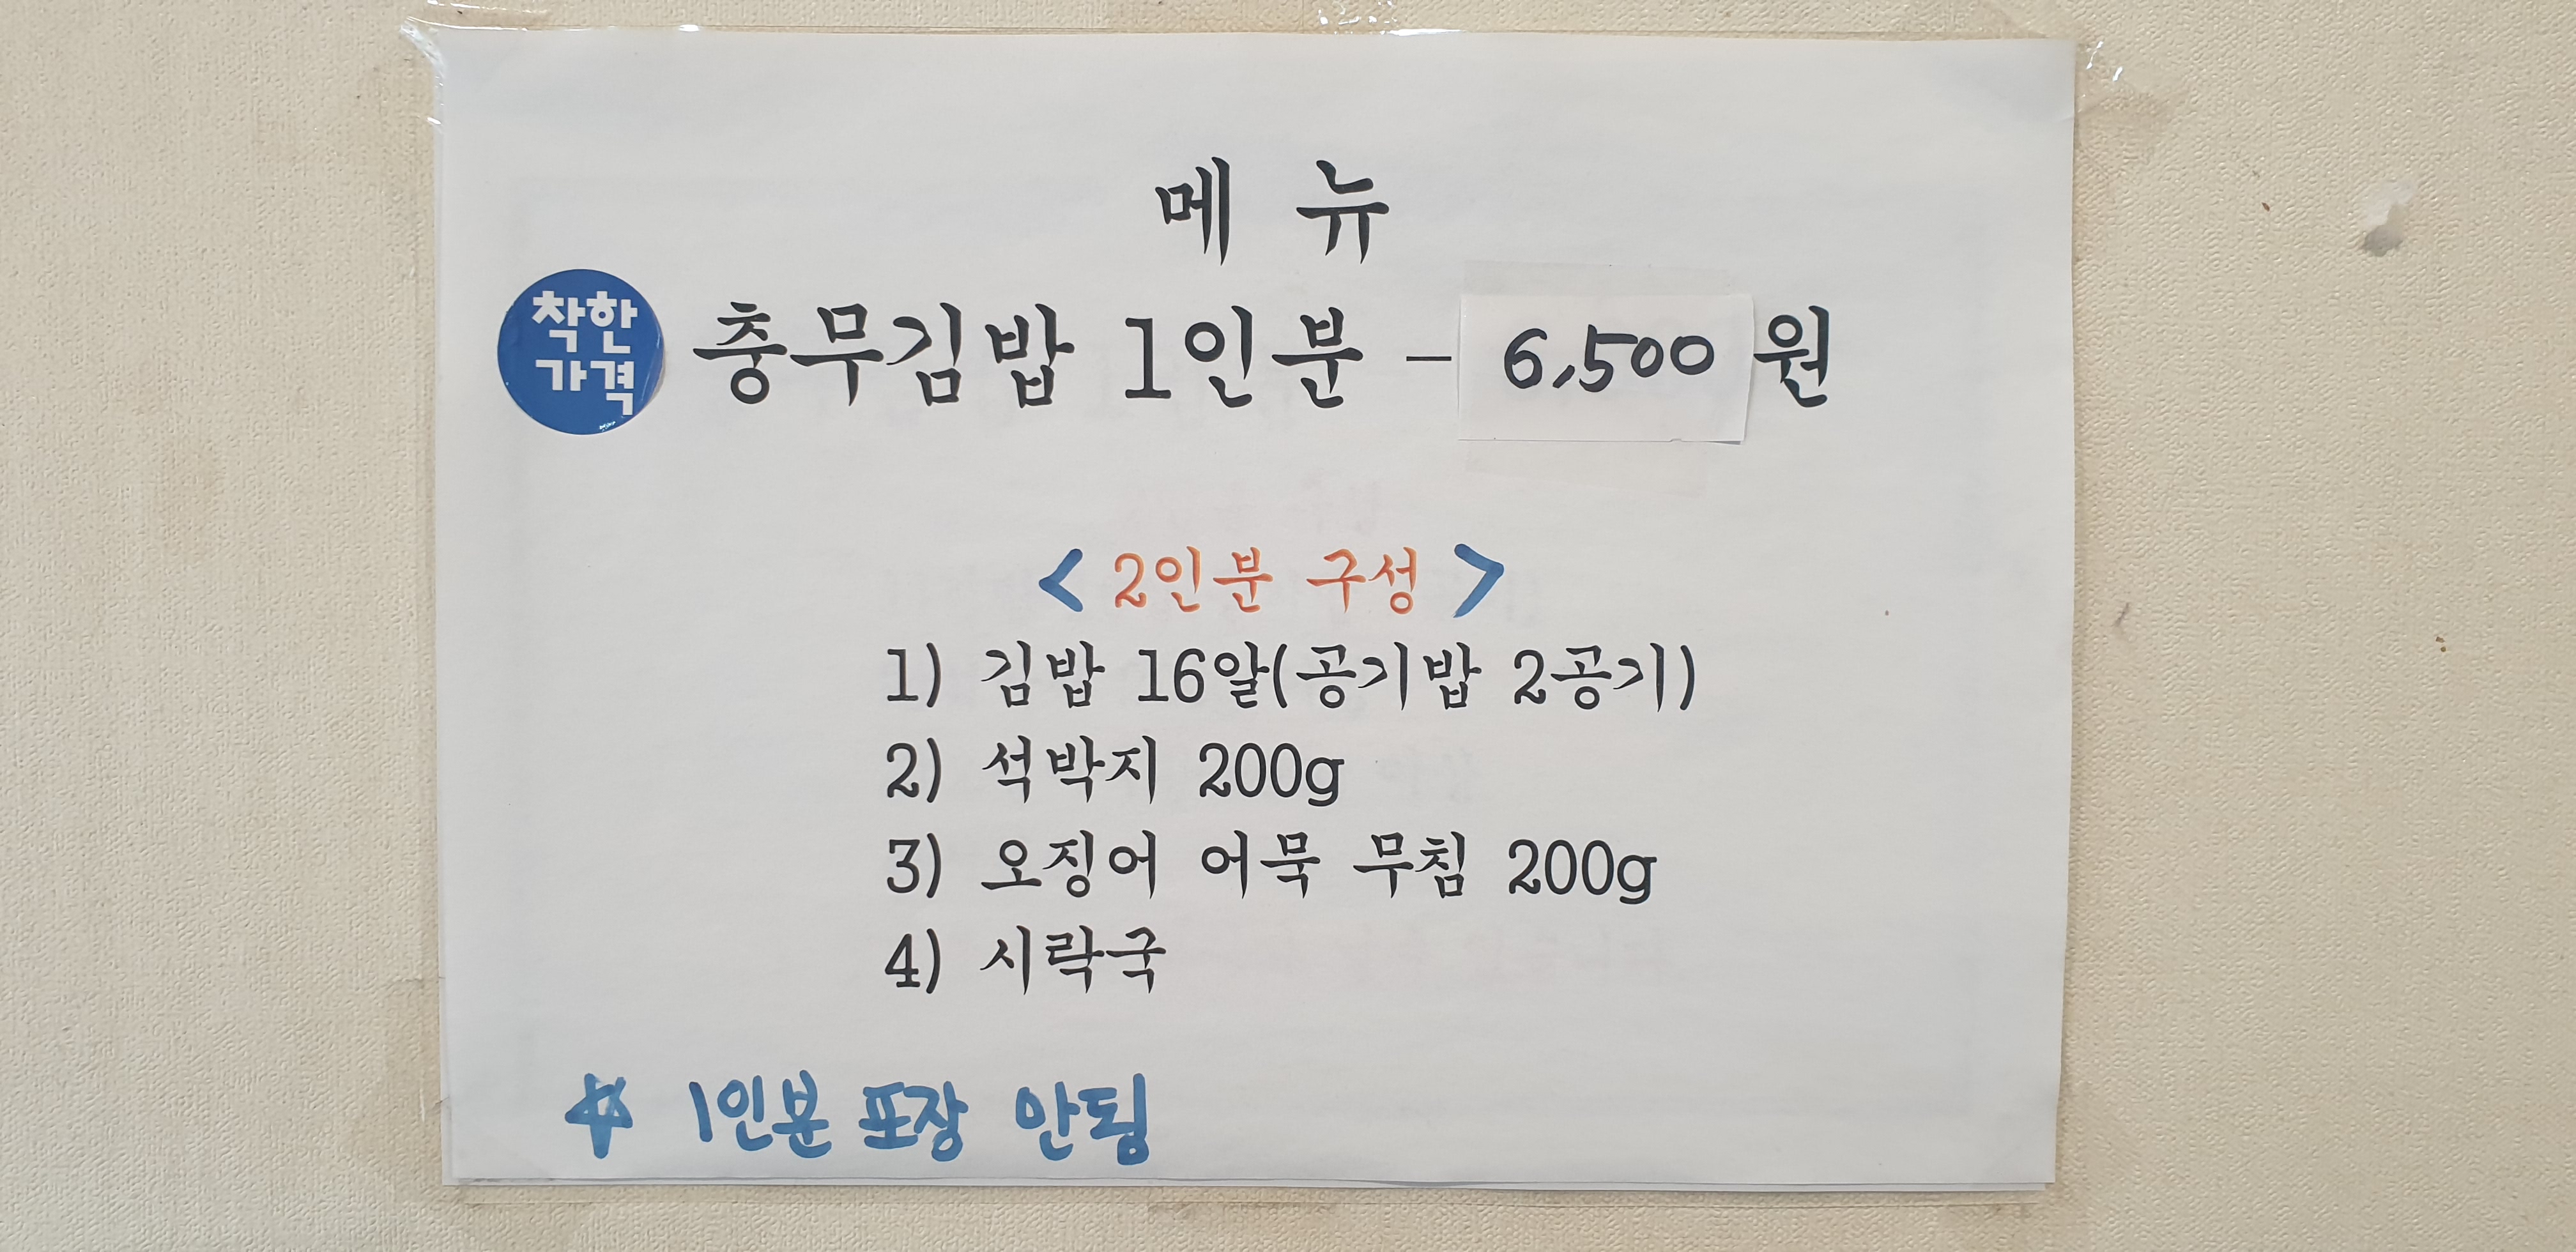 메 뉴
착한
가격
충무김밥 1인분 - 6,500원
< 2인분 구성 >
1) 김밥 16알(공기밥 2공기)
2) 석박지 200g
3) 오징어 어묵 무침 200g
4) 시락국
☆ 1인분 포장 안됨